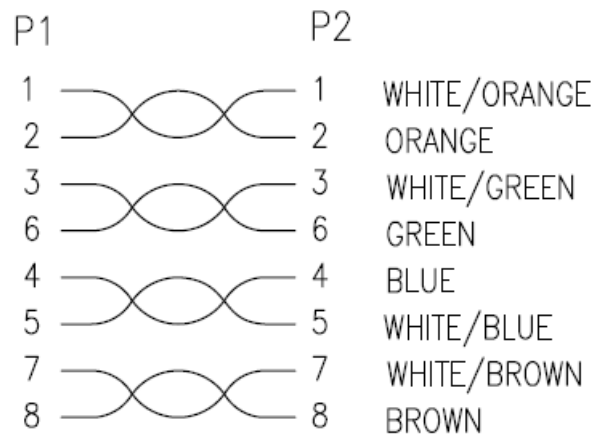 P1 P2
1 1 WHITE/ORANGE
2 2 ORANGE
3 3 WHITE/GREEN
6 6 GREEN
4 4 BLUE
5 5 WHITE/BLUE
7 7 WHITE/BROWN
8 8 BROWN